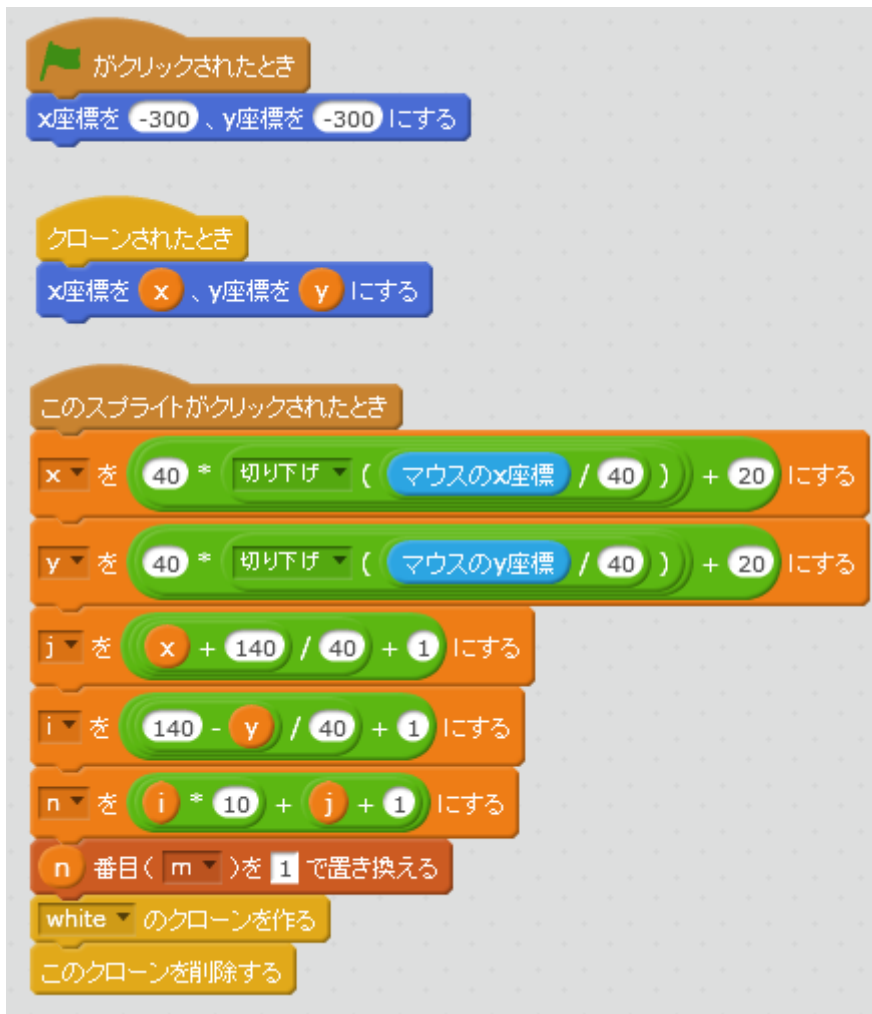 がクリックされたとき
x座標を -300 、y座標を -300 にする
クローンされたとき
x座標を x 、y座標を y にする
このスプライトがクリックされたとき
x を 40 * 切り下げ ( マウスのx座標 / 40 ) + 20 にする
y を 40 * 切り下げ ( マウスのy座標 / 40 ) + 20 にする
j を x + 140 / 40 + 1 にする
i を 140 - y / 40 + 1 にする
n を i * 10 + j + 1 にする
n 番目( m )を 1 で置き換える
white のクローンを作る
このクローンを削除する